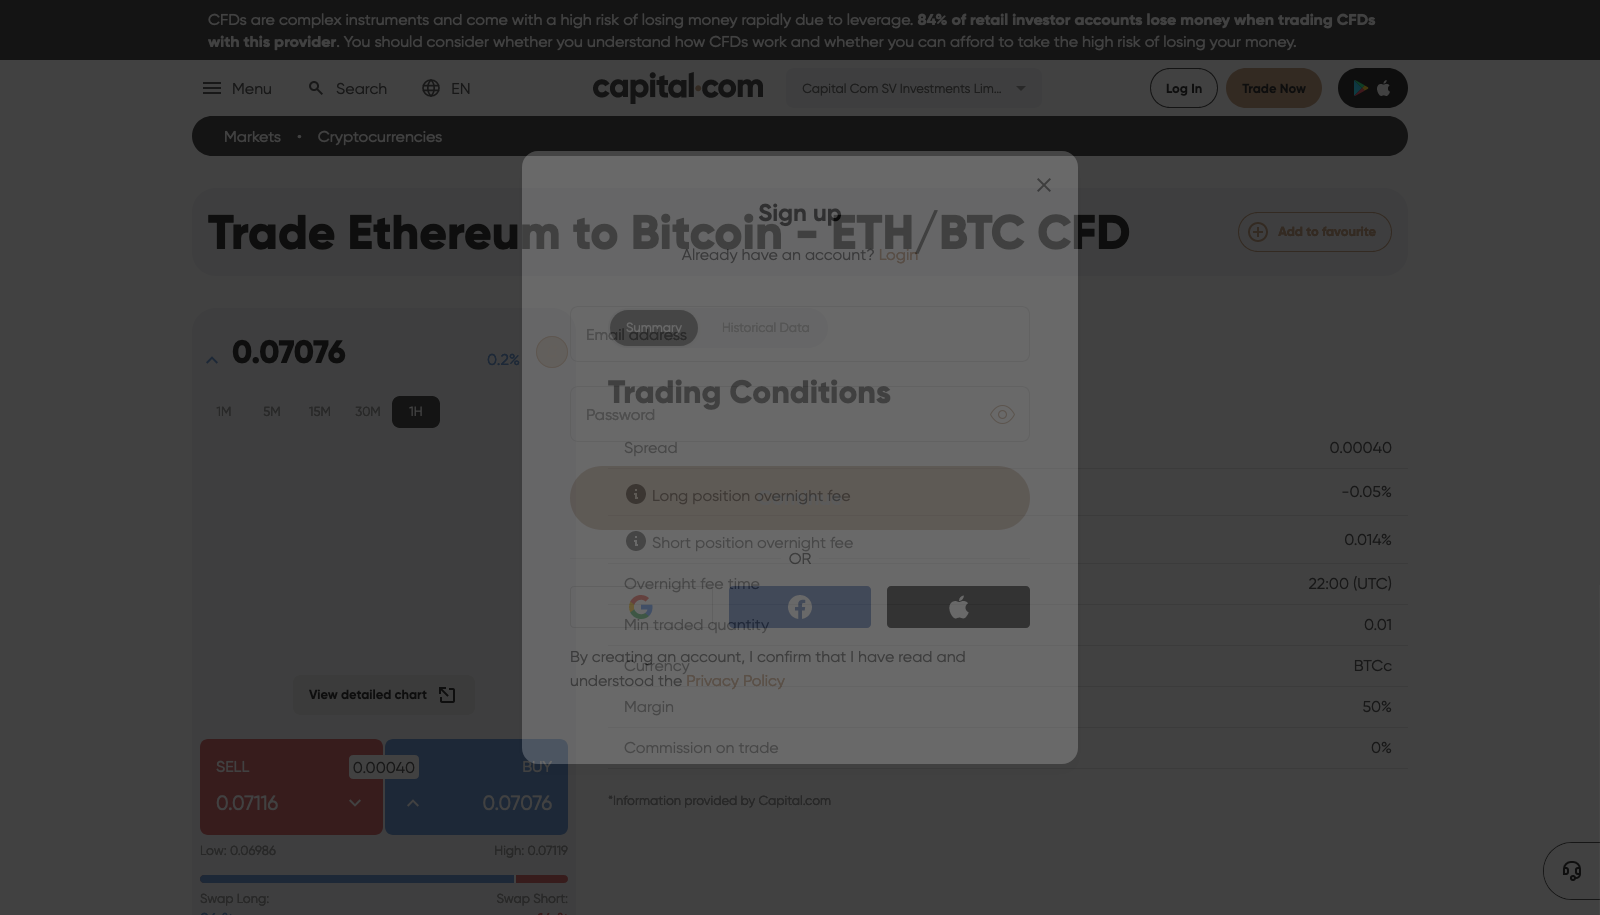 CFDs are complex instruments and come with a high risk of losing money rapidly due to leverage. 84% of retail investor accounts lose money when trading CFDs
with this provider. You should consider whether you understand how CFDs work and whether you can afford to take the high risk of losing your money.
Menu
Search
EN
capital.com
Capital Com SV Investments Lim...
Log In
Trade Now
Markets
Cryptocurrencies
Sign up
Trade Ethereum to Bitcoin - ETH/BTC CFD
Add to favourite
Already have an account? Login
Summary
Historical Data
Email address
0.07076
0.2%
1M
5M
15M
30M
1H
Trading Conditions
Password
Spread
0.00040
Long position overnight fee
-0.05%
Short position overnight fee
0.014%
OR
Overnight fee time
22:00 (UTC)
Min traded quantity
0.01
By creating an account, I confirm that I have read and
understood the Privacy Policy
Currency
BTCc
View detailed chart
Margin
50%
Commission on trade
0%
SELL
0.00040
BUY
0.07116
0.07076
*Information provided by Capital.com
Low: 0.06986
High: 0.07119
Swap Long:
Swap Short: